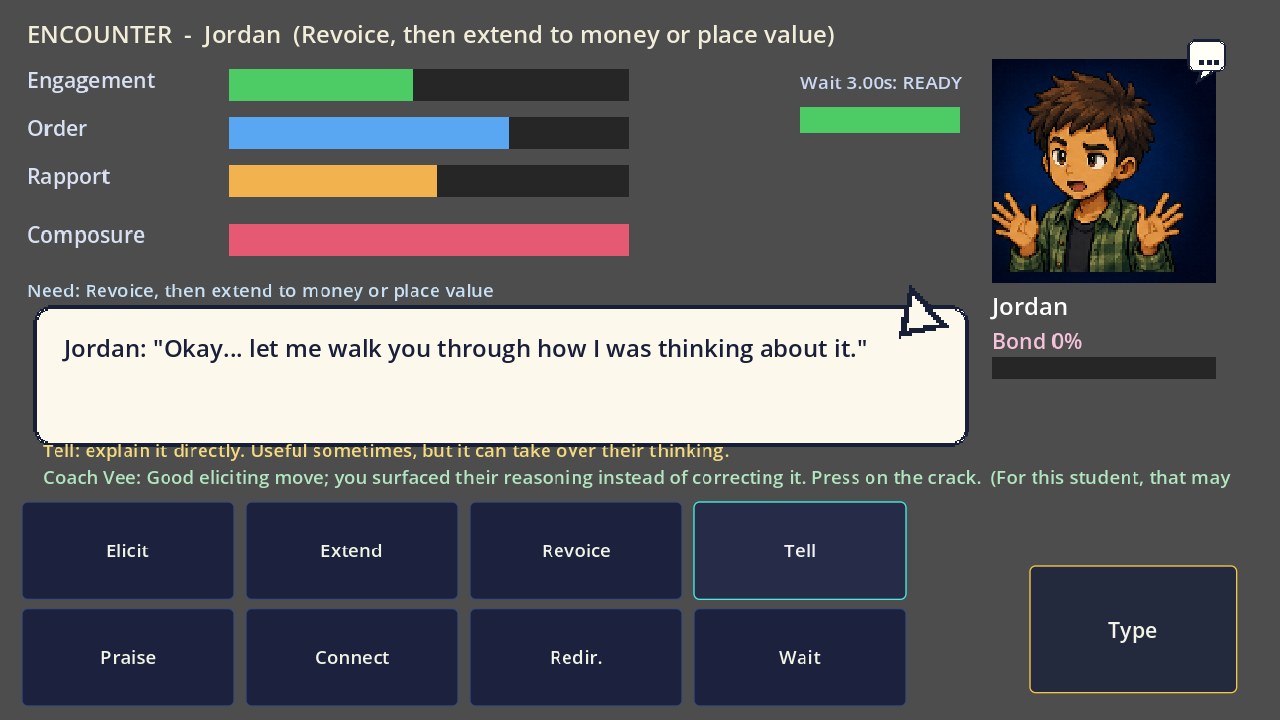 ENCOUNTER - Jordan (Revoice, then extend to money or place value)
Engagement
Order
Rapport
Composure
Wait 3.00s: READY
Need: Revoice, then extend to money or place value
Jordan: "Okay... let me walk you through how I was thinking about it."
Jordan
Bond 0%
Tell: explain it directly. Useful sometimes, but it can take over their thinking.
Coach Vee: Good eliciting move; you surfaced their reasoning instead of correcting it. Press on the crack. (For this student, that may
Elicit
Extend
Revoice
Tell
Praise
Connect
Redir.
Wait
Type